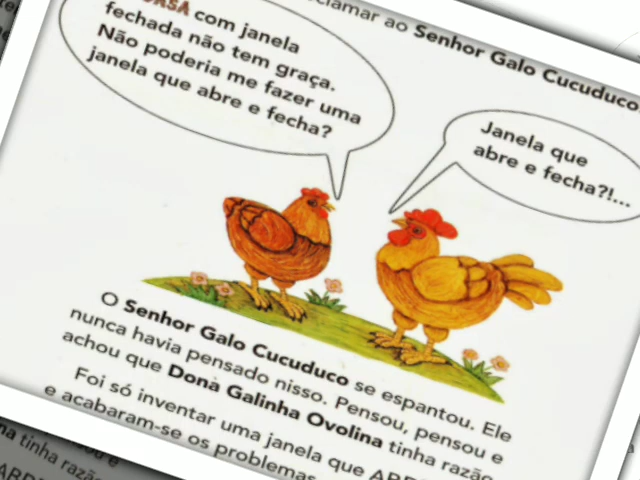 CASA com janela
fechada não tem graça.
Não poderia me fazer uma
janela que abre e fecha?
ao Senhor Galo Cucuduco
Janela que
abre e fecha?!...
O Senhor Galo Cucuduco se espantou. Ele
nunca havia pensado nisso. Pensou, pensou e
achou que Dona Galinha Ovolina tinha razão
Foi só inventar uma janela que
e acabaram-se os problemas